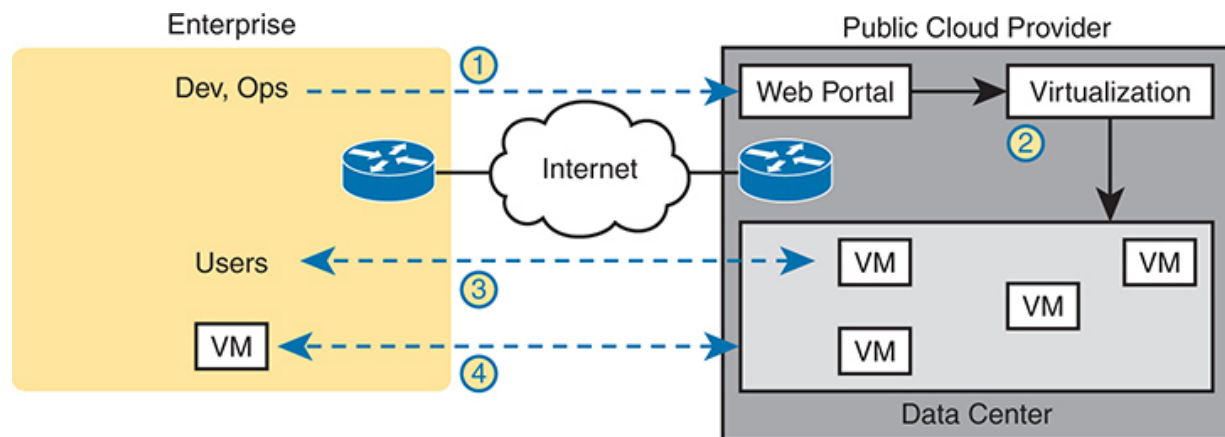 Enterprise
Public Cloud Provider
Dev, Ops
1
Web Portal
Virtualization
2
Internet
Users
3
VM
VM
VM
VM
4
VM
Data Center